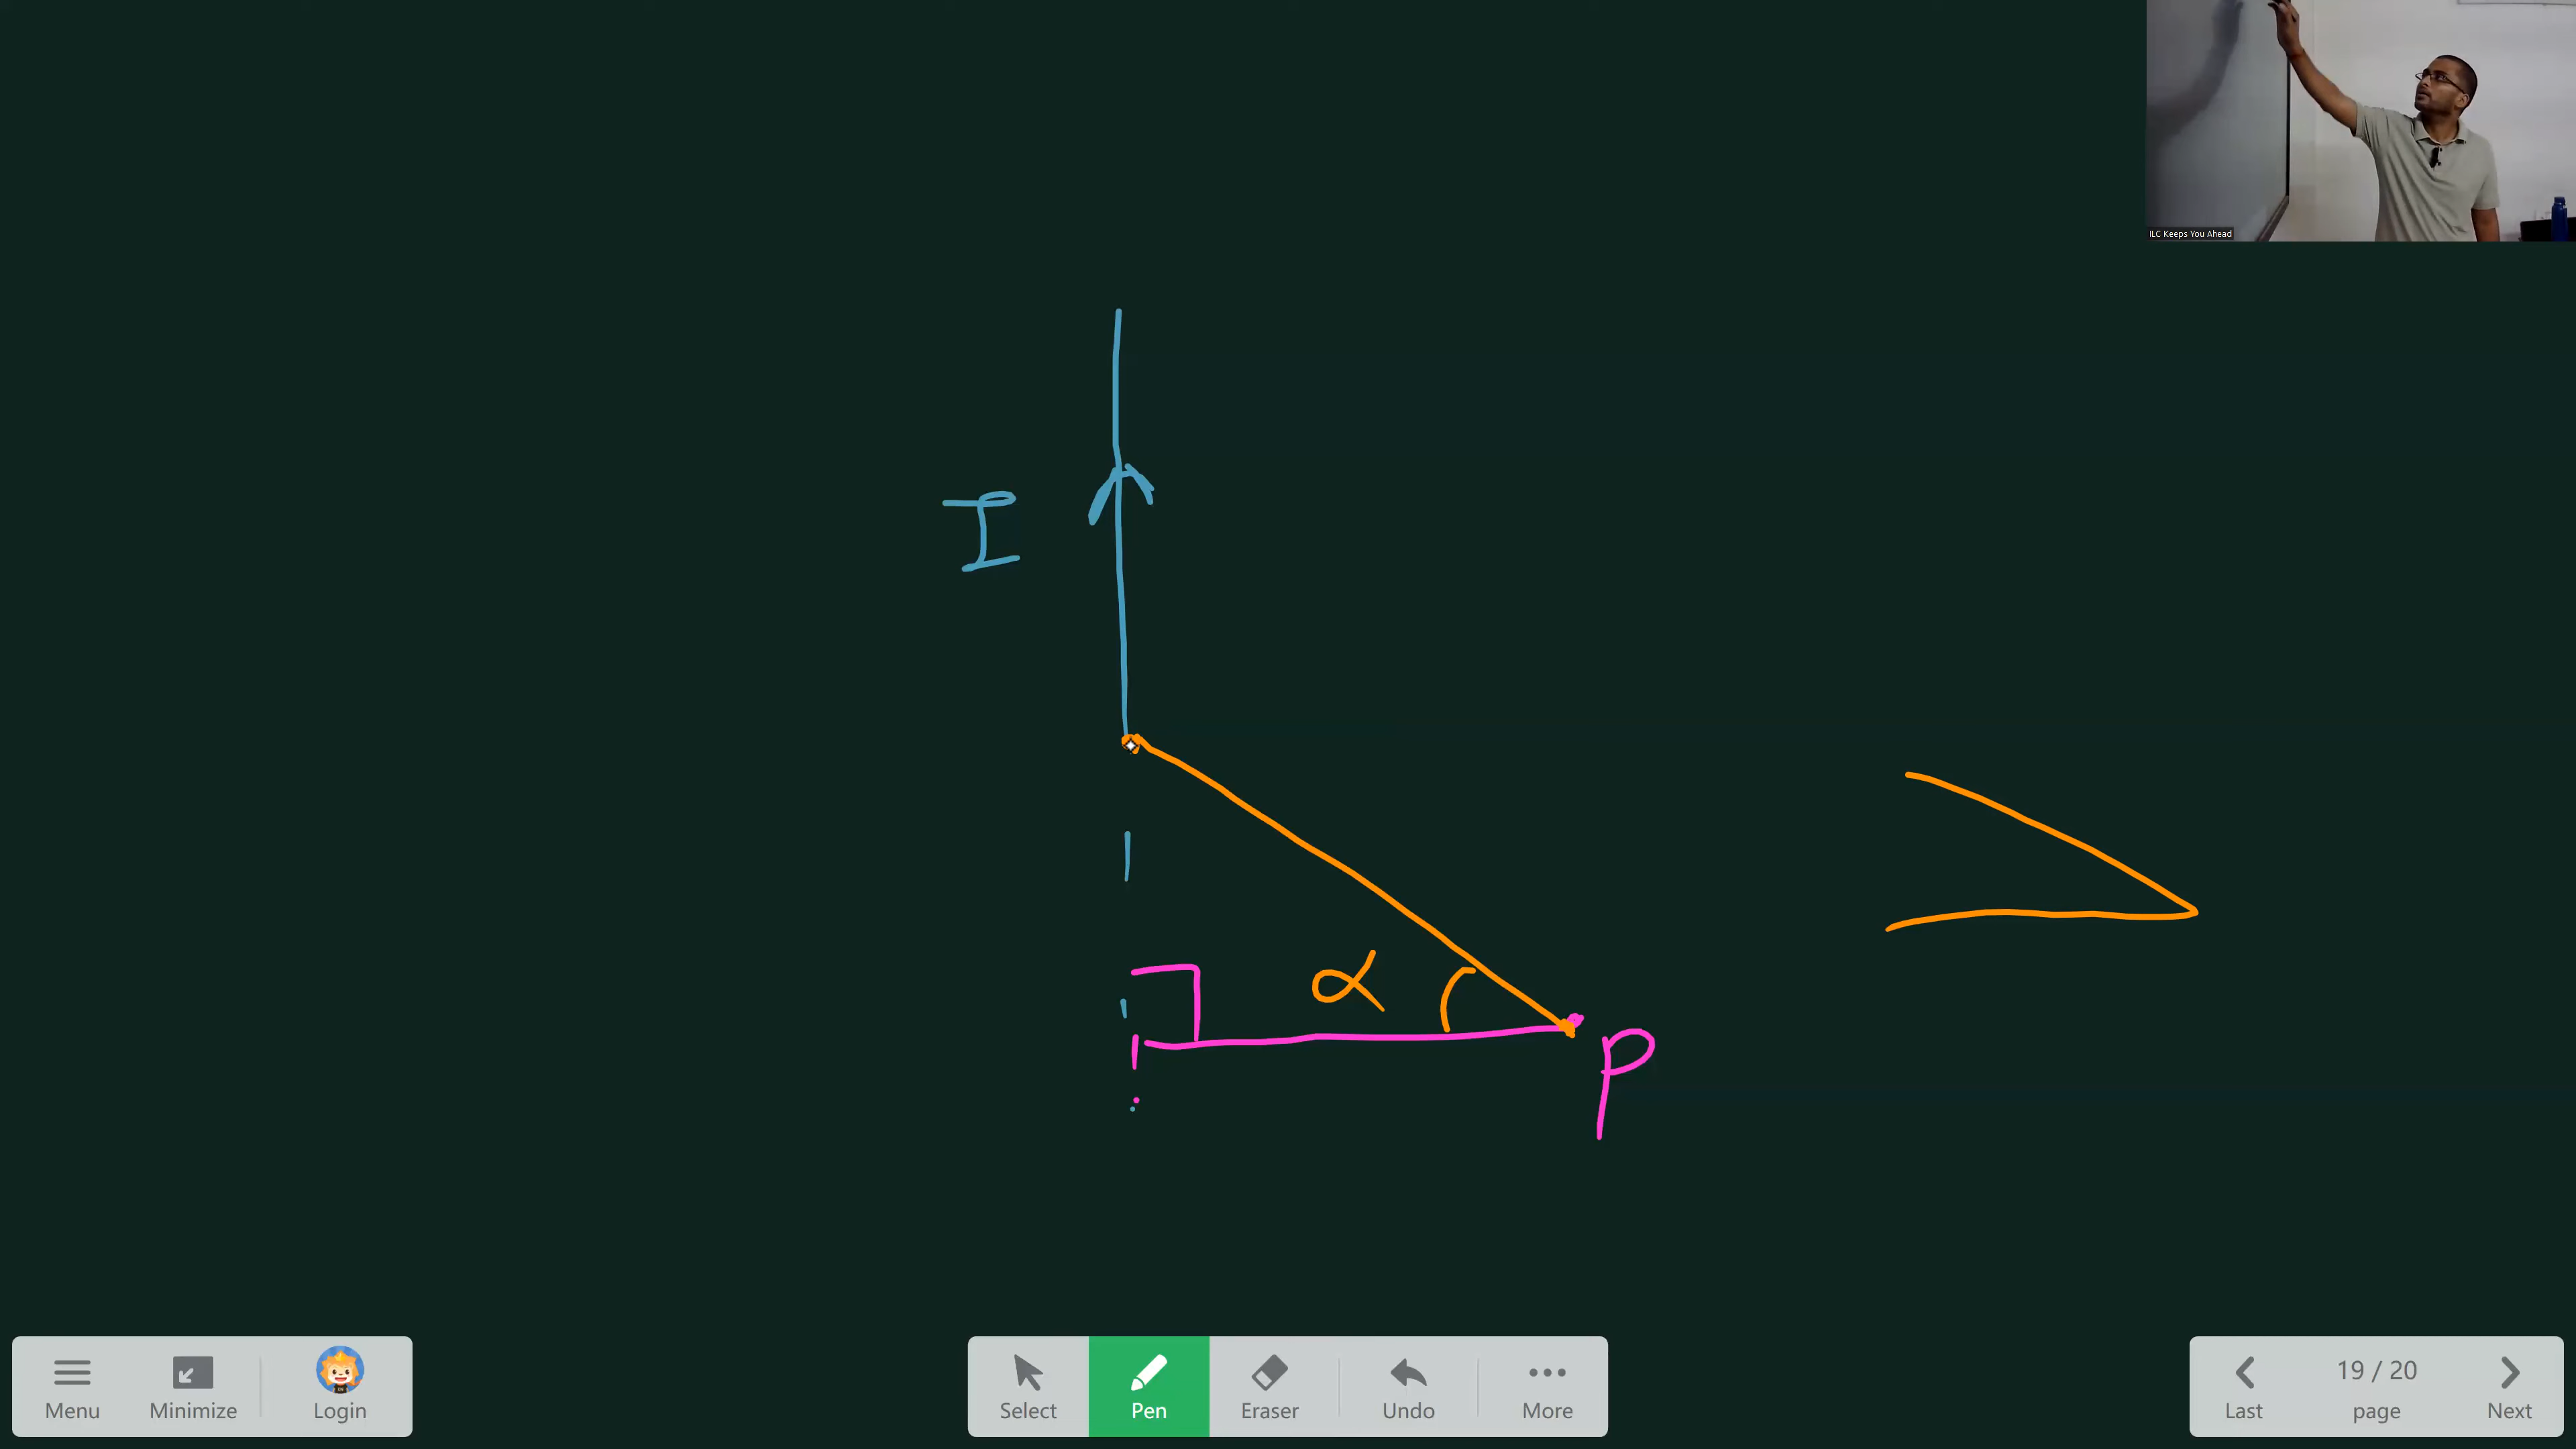 ILC Keeps You Ahead
I
α
P
Menu
Minimize
Login
Select
Pen
Eraser
Undo
More
Last
19 / 20
page
Next